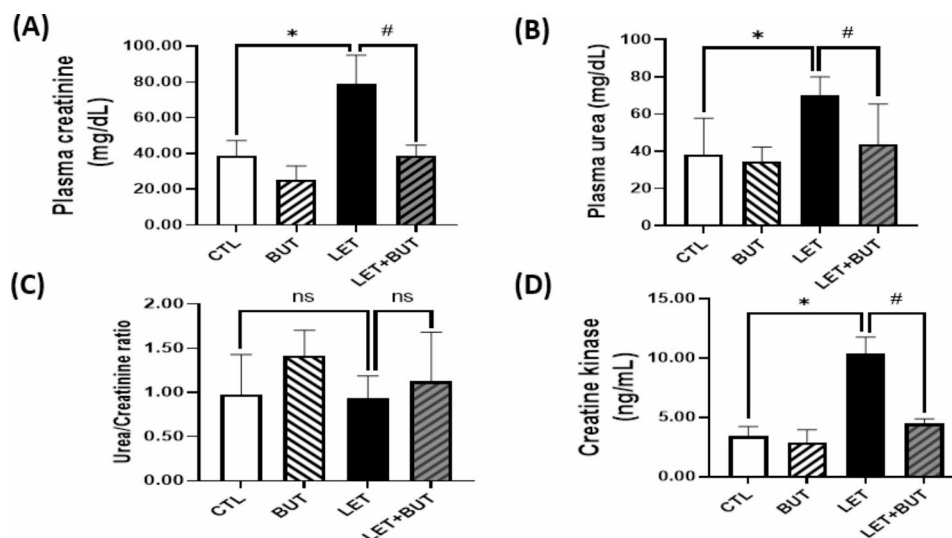 (A)
Plasma creatinine
(mg/dL)
100.00
80.00
60.00
40.00
20.00
0.00
*
#
CTL
BUT
LET
LET+BUT
(B)
Plasma urea (mg/dL)
100
80
60
40
20
0
*
#
CTL
BUT
LET
LET+BUT
(C)
Urea/Creatinine ratio
2.00
1.50
1.00
0.50
0.00
ns
ns
CTL
BUT
LET
LET+BUT
(D)
Creatine kinase
(ng/mL)
15.00
10.00
5.00
0.00
*
#
CTL
BUT
LET
LET+BUT